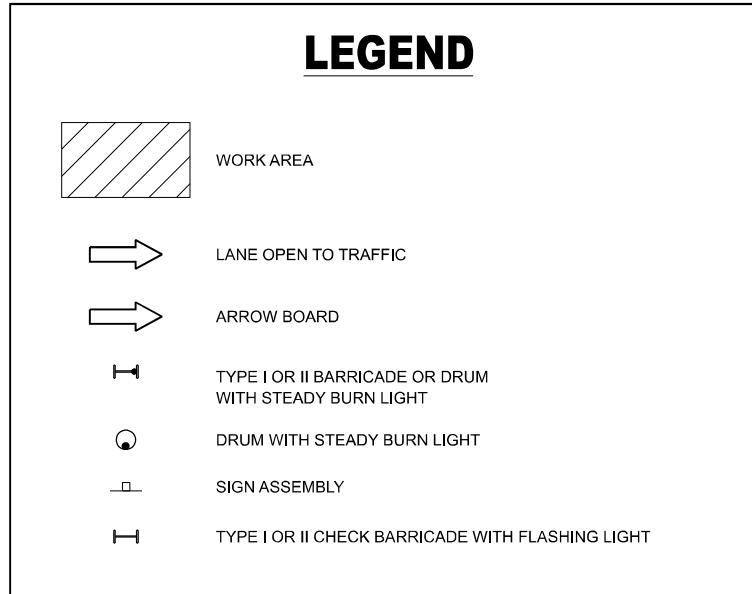 LEGEND
WORK AREA
LANE OPEN TO TRAFFIC
ARROW BOARD
TYPE I OR II BARRICADE OR DRUM
WITH STEADY BURN LIGHT
DRUM WITH STEADY BURN LIGHT
SIGN ASSEMBLY
TYPE I OR II CHECK BARRICADE WITH FLASHING LIGHT